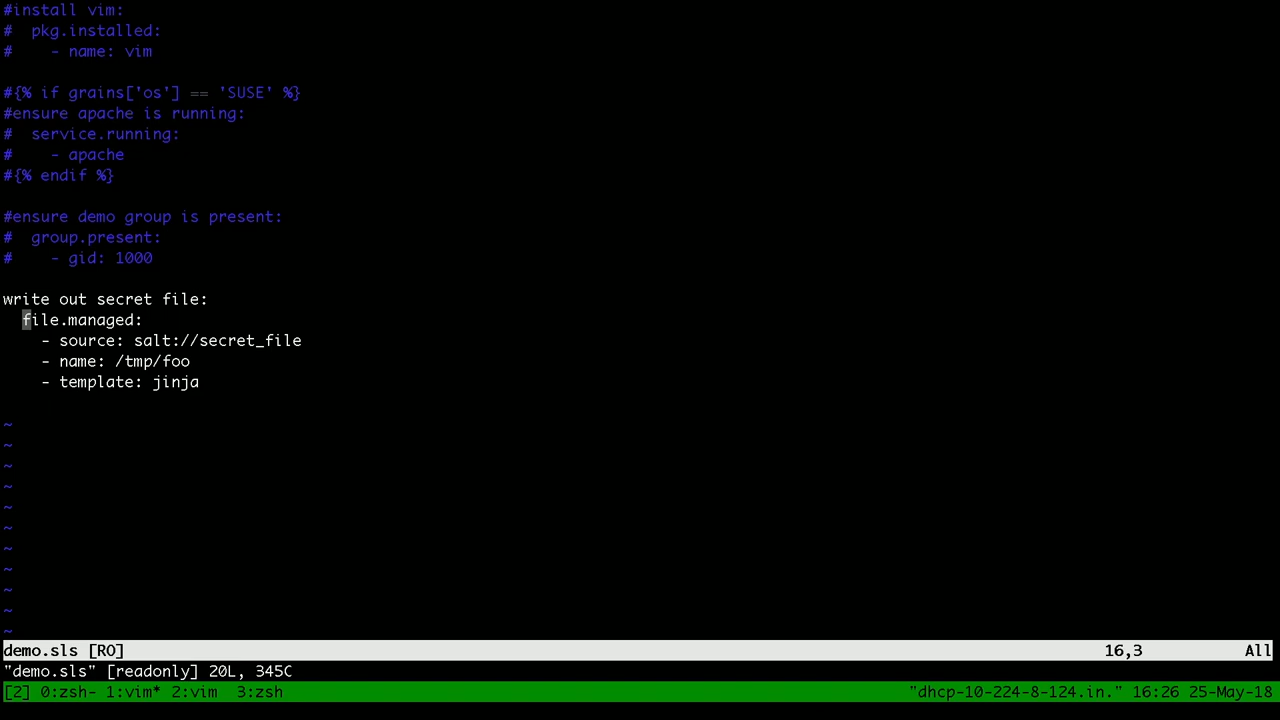 #install vim:
#  pkg.installed:
#    - name: vim
#{% if grains['os'] == 'SUSE' %}
#ensure apache is running:
#  service.running:
#    - apache
#{% endif %}
#ensure demo group is present:
#  group.present:
#    - gid: 1000
write out secret file:
  file.managed:
    - source: salt://secret_file
    - name: /tmp/foo
    - template: jinja
~
~
~
~
~
~
~
~
~
~
~
demo.sls [RO] 16,3 All
"demo.sls" [readonly] 20L, 345C
[2] 0:zsh- 1:vim* 2:vim  3:zsh "dhcp-10-224-8-124.in." 16:26 25-May-18